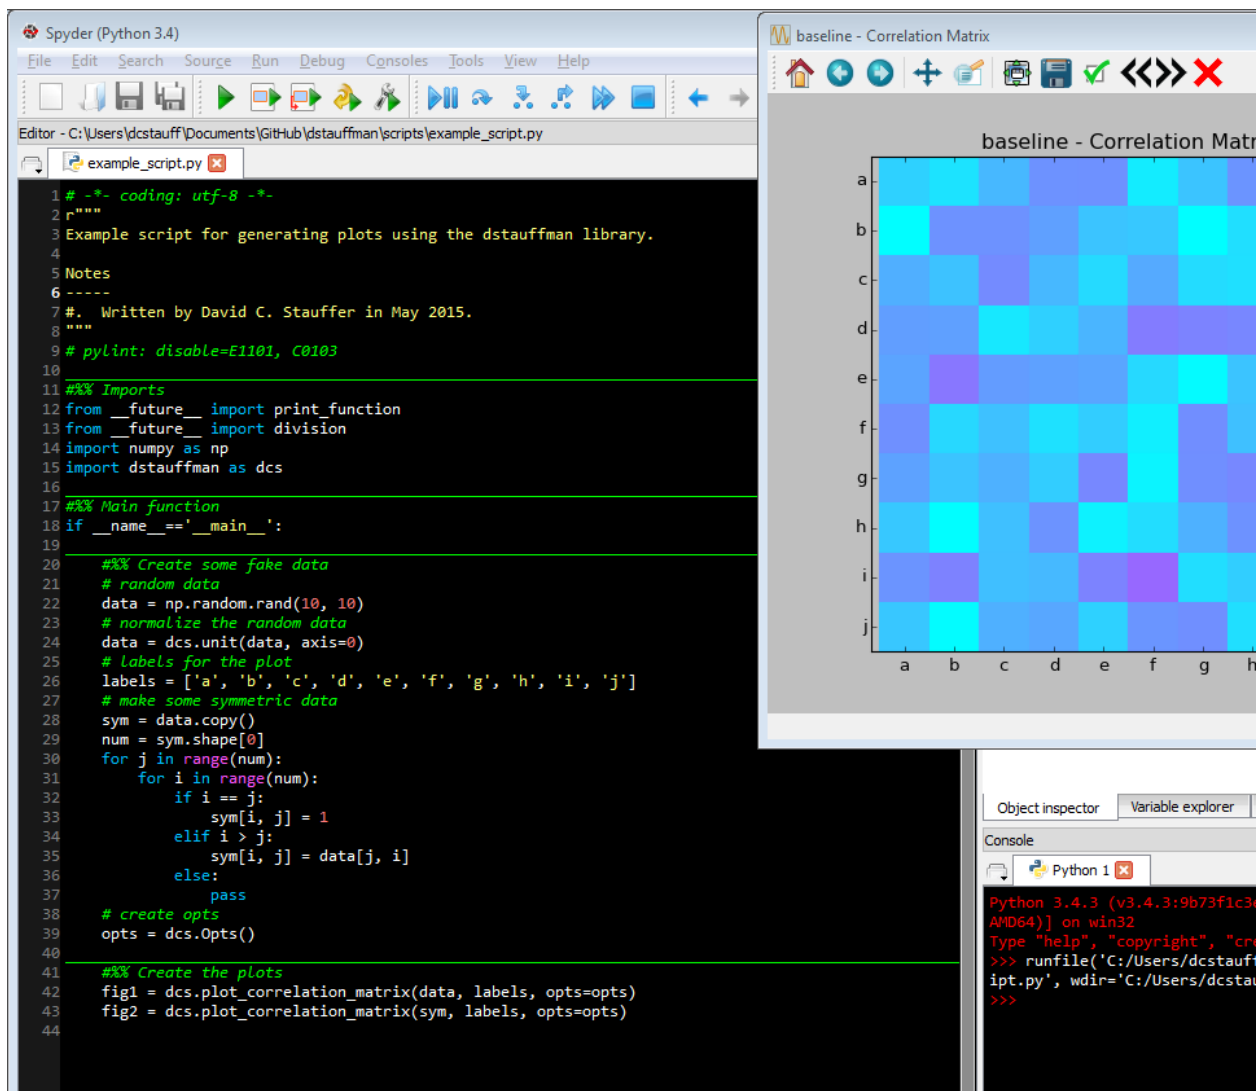 Spyder (Python 3.4)
File Edit Search Source Run Debug Consoles Tools View Help
Editor - C:\Users\dcstauff\Documents\GitHub\dstauffman\scripts\example_script.py
example_script.py
1 # -*- coding: utf-8 -*-
2 r"""
3 Example script for generating plots using the dstauffman library.
4
5 Notes
6 -----
7 #.  Written by David C. Stauffer in May 2015.
8 """
9 # pylint: disable=E1101, C0103
10
11 #%% Imports
12 from __future__ import print_function
13 from __future__ import division
14 import numpy as np
15 import dstauffman as dcs
16
17 #%% Main function
18 if __name__=='__main__':
19
20     #%% Create some fake data
21     # random data
22     data = np.random.rand(10, 10)
23     # normalize the random data
24     data = dcs.unit(data, axis=0)
25     # labels for the plot
26     labels = ['a', 'b', 'c', 'd', 'e', 'f', 'g', 'h', 'i', 'j']
27     # make some symmetric data
28     sym = data.copy()
29     num = sym.shape[0]
30     for j in range(num):
31         for i in range(num):
32             if i == j:
33                 sym[i, j] = 1
34             elif i > j:
35                 sym[i, j] = data[j, i]
36             else:
37                 pass
38     # create opts
39     opts = dcs.Opts()
40
41     #%% Create the plots
42     fig1 = dcs.plot_correlation_matrix(data, labels, opts=opts)
43     fig2 = dcs.plot_correlation_matrix(sym, labels, opts=opts)
44
baseline - Correlation Matrix
baseline - Correlation Matr
a
b
c
d
e
f
g
h
i
j
a b c d e f g h
Object inspector Variable explorer
Console
Python 1
Python 3.4.3 (v3.4.3:9b73f1c3e
AMD64)] on win32
Type "help", "copyright", "cre
>>> runfile('C:/Users/dcstauff
ipt.py', wdir='C:/Users/dcstau
>>>